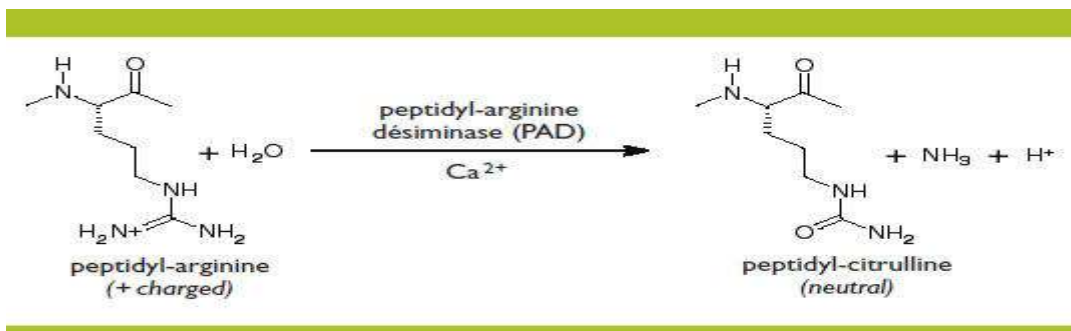 H
N
O
NH
H₂N+
NH₂
peptidyl-arginine
(+ charged)
+ H₂O
peptidyl-arginine
désiminase (PAD)
Ca²⁺
H
N
O
NH
O
NH₂
peptidyl-citrulline
(neutral)
+ NH₃ + H⁺